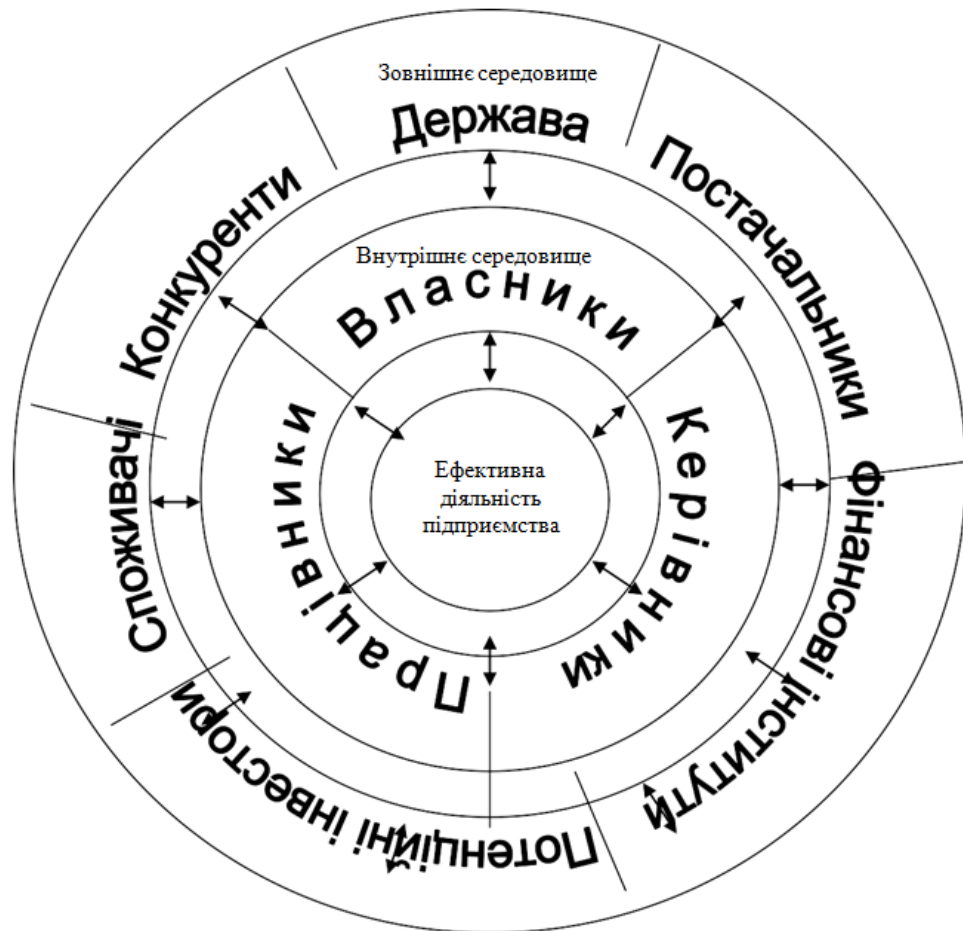 Зовнішнє середовище
Держава
Постачальники
Фінансові інститути
Потенційні інвестори
Споживачі
Конкуренти
Внутрішнє середовище
Власники
Керівники
Працівники
Ефективна
діяльність
підприємства